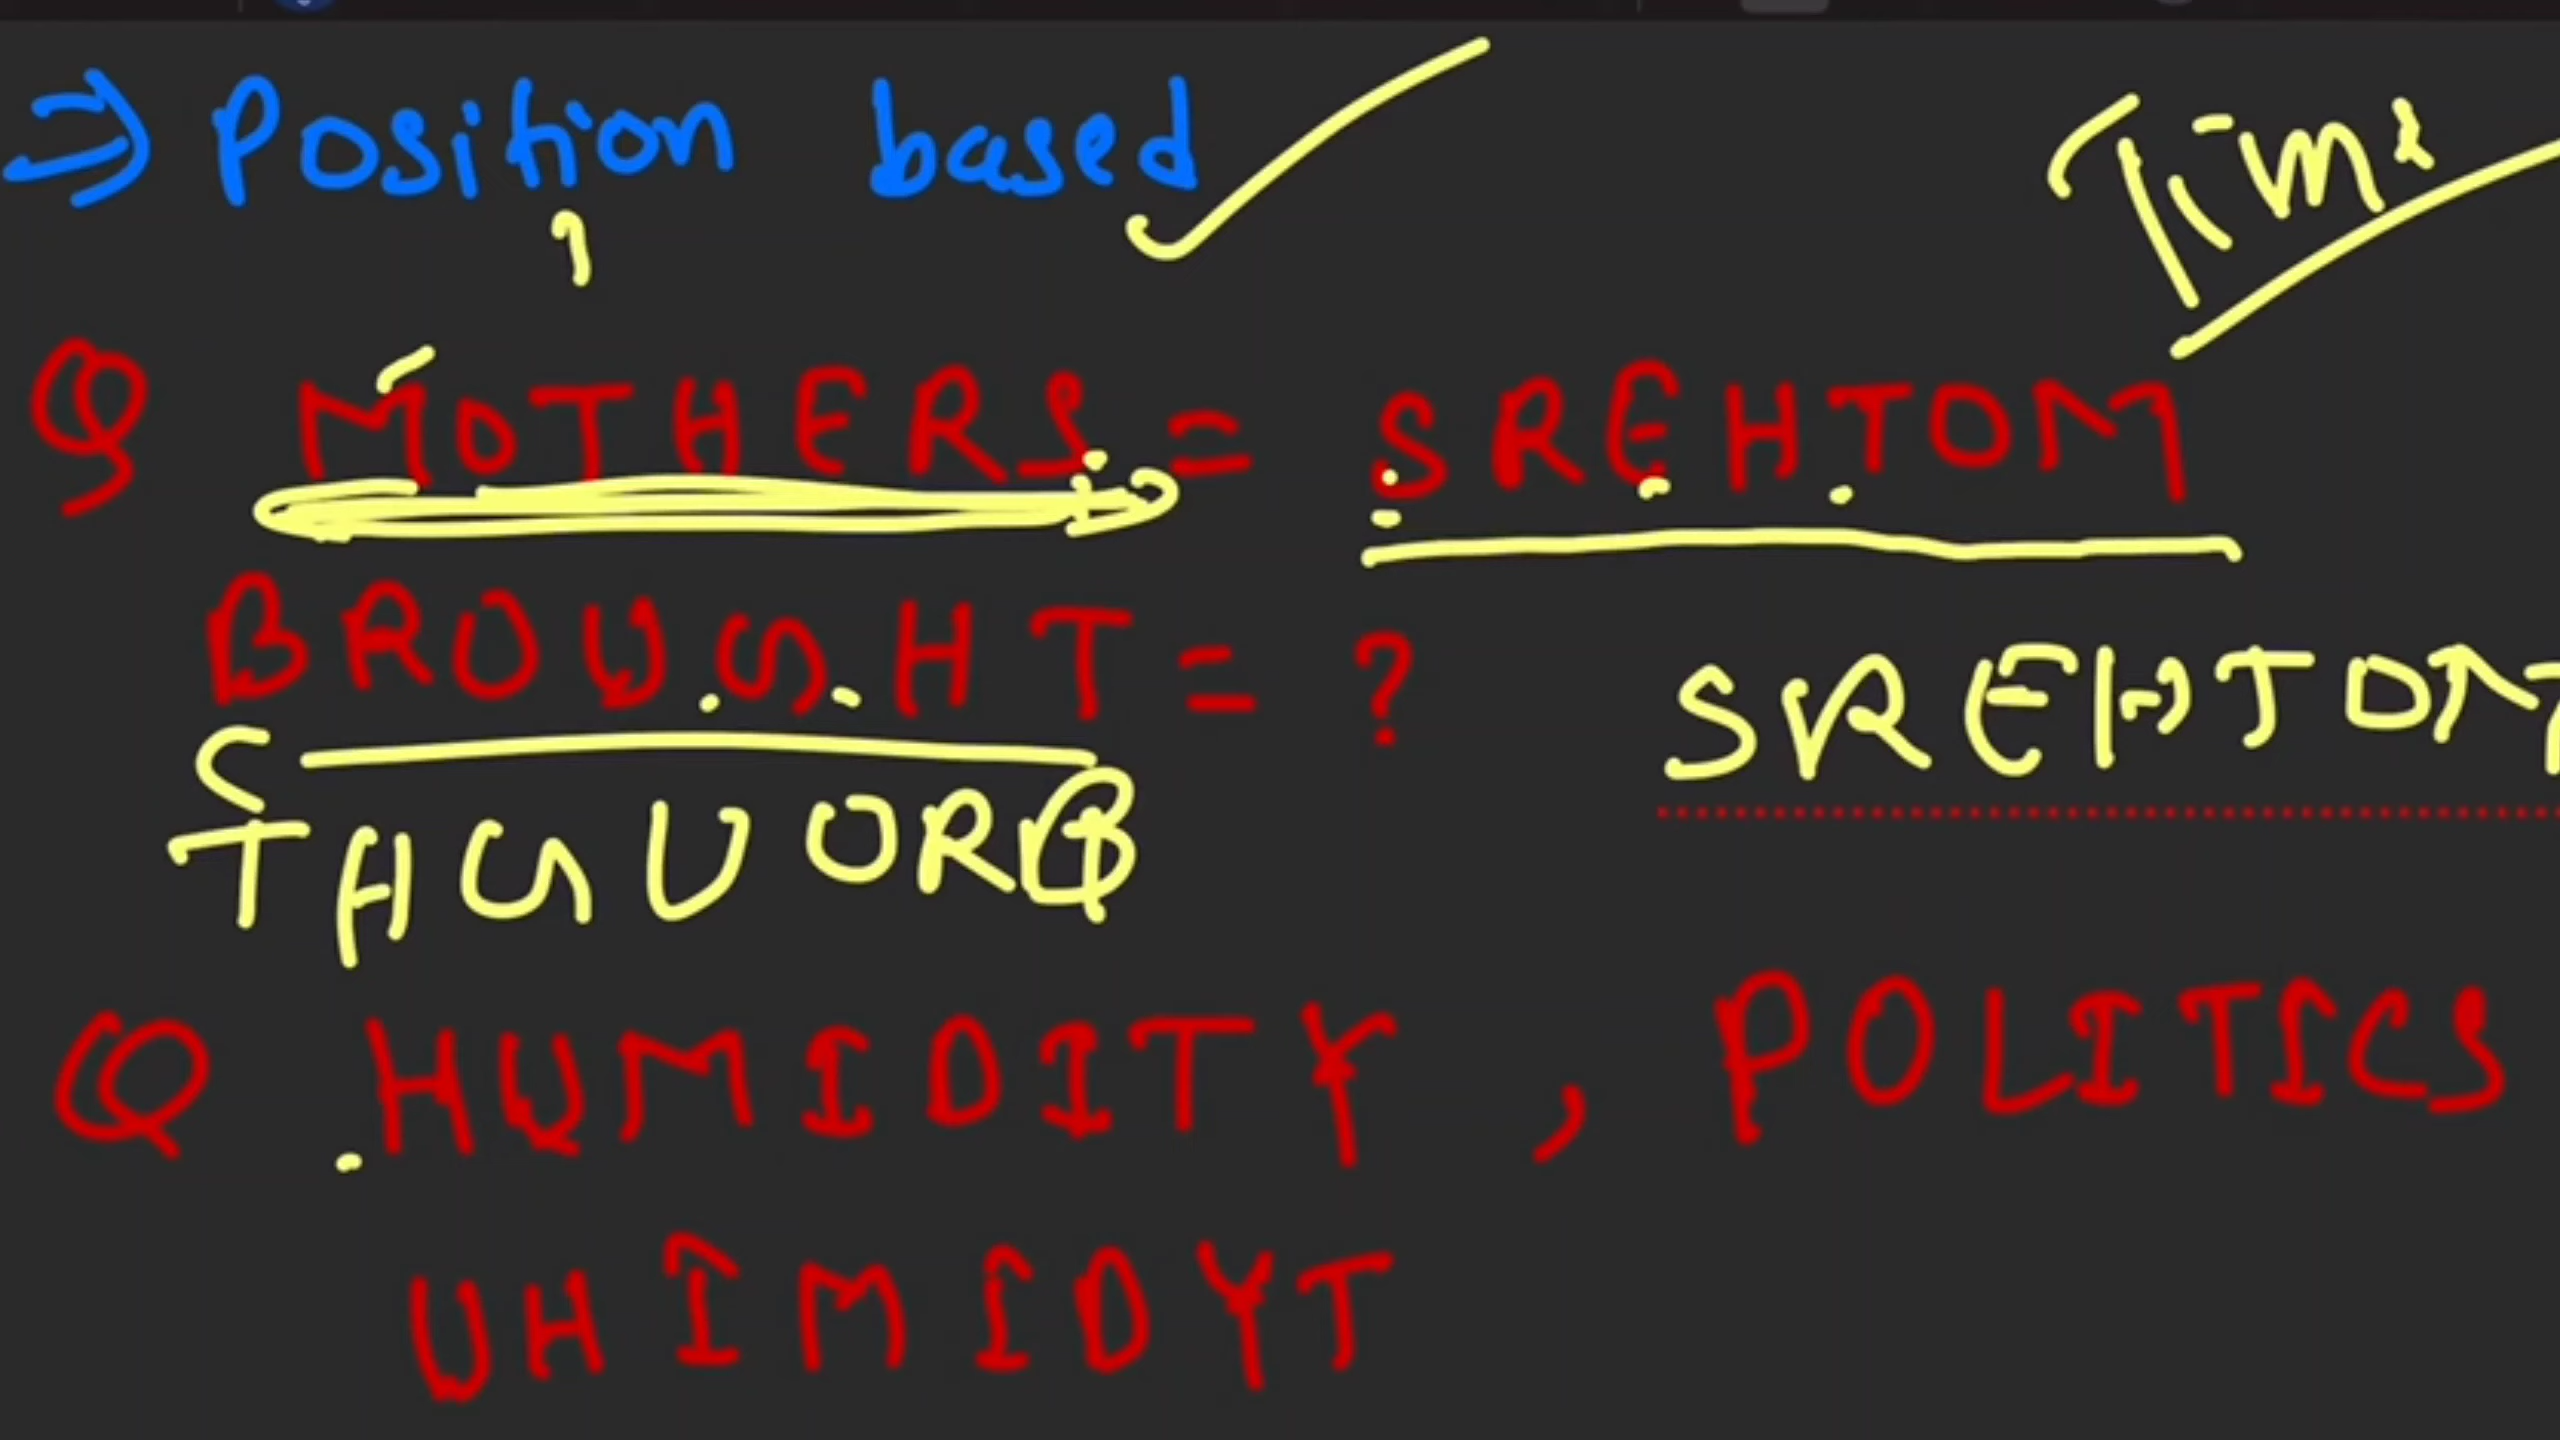 ⇒ Position based
Time
Q MOTHERS = SREHTOM
BROUGHT = ?
SREHTOM
THGUORB
Q HUMIDITY , POLITICS
UHIMIDYT